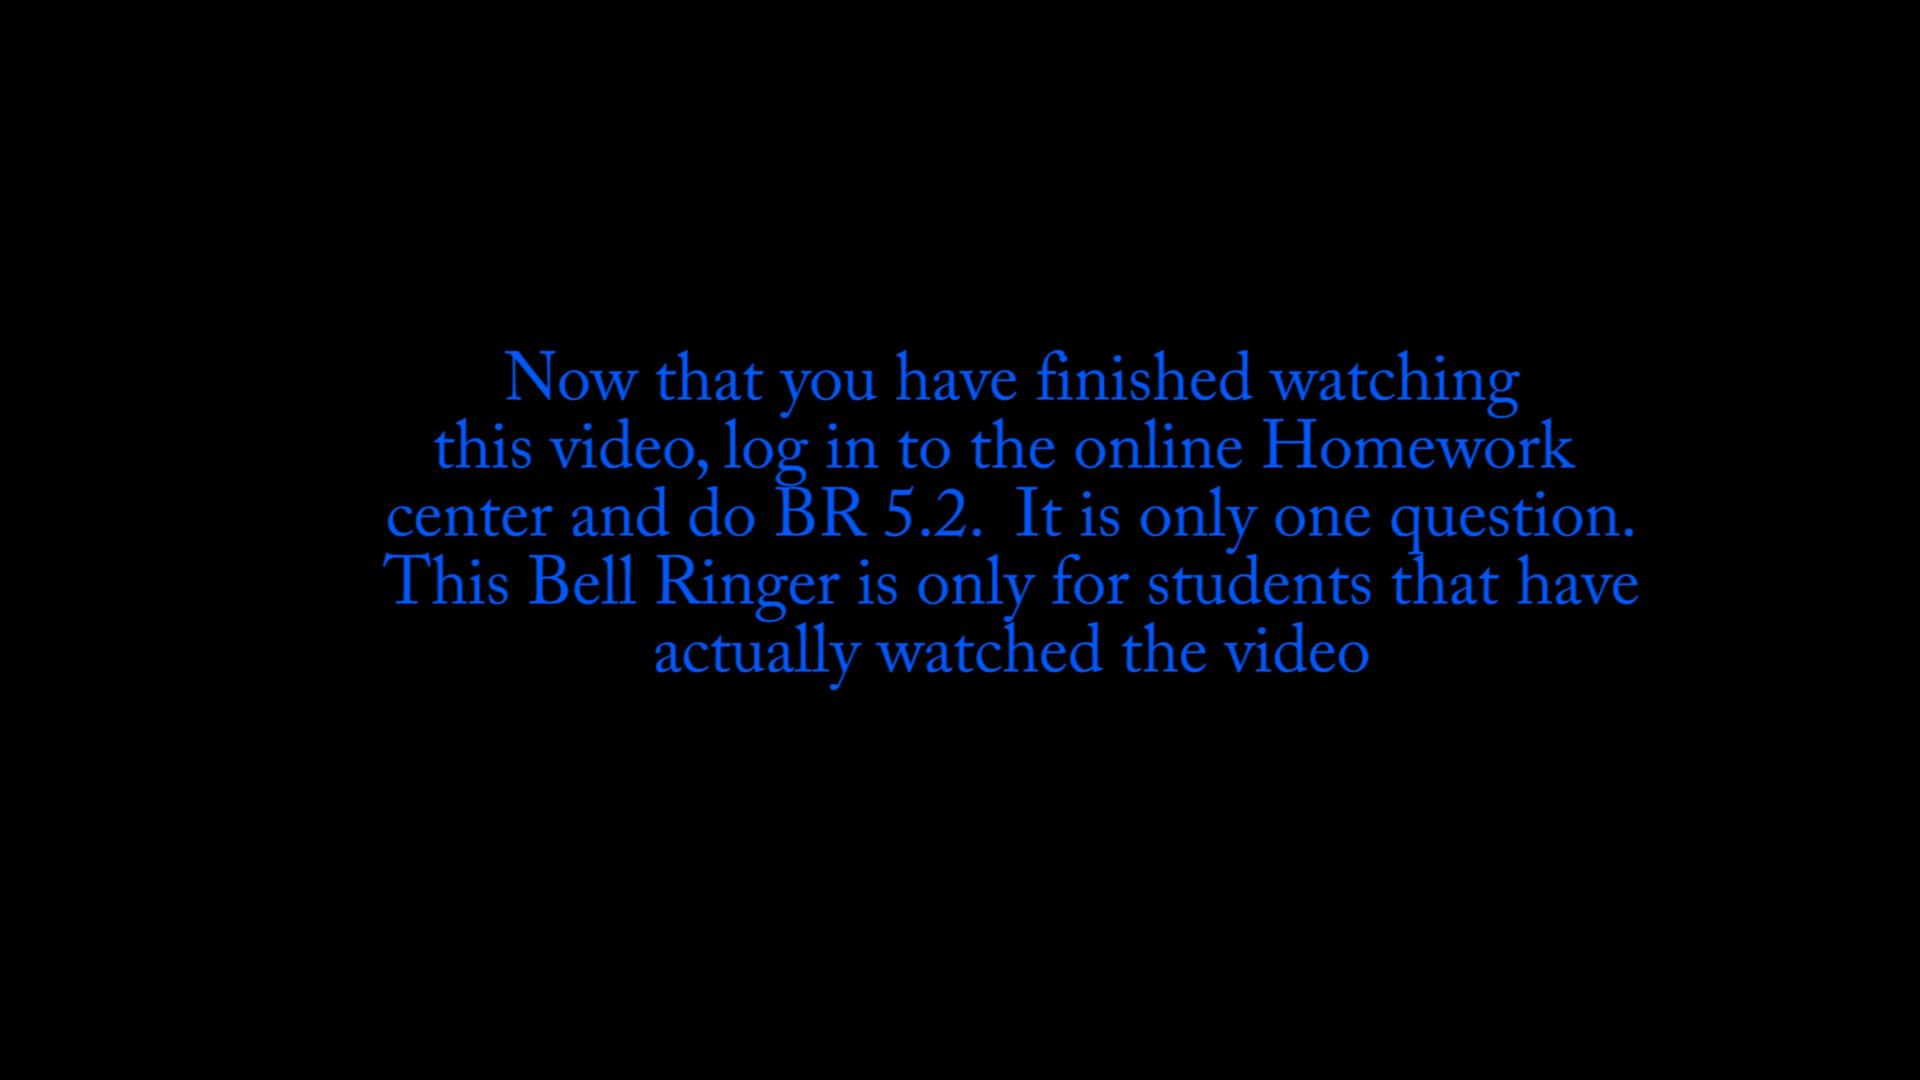 Now that you have finished watching
this video, log in to the online Homework
center and do BR 5.2.  It is only one question.
This Bell Ringer is only for students that have
actually watched the video